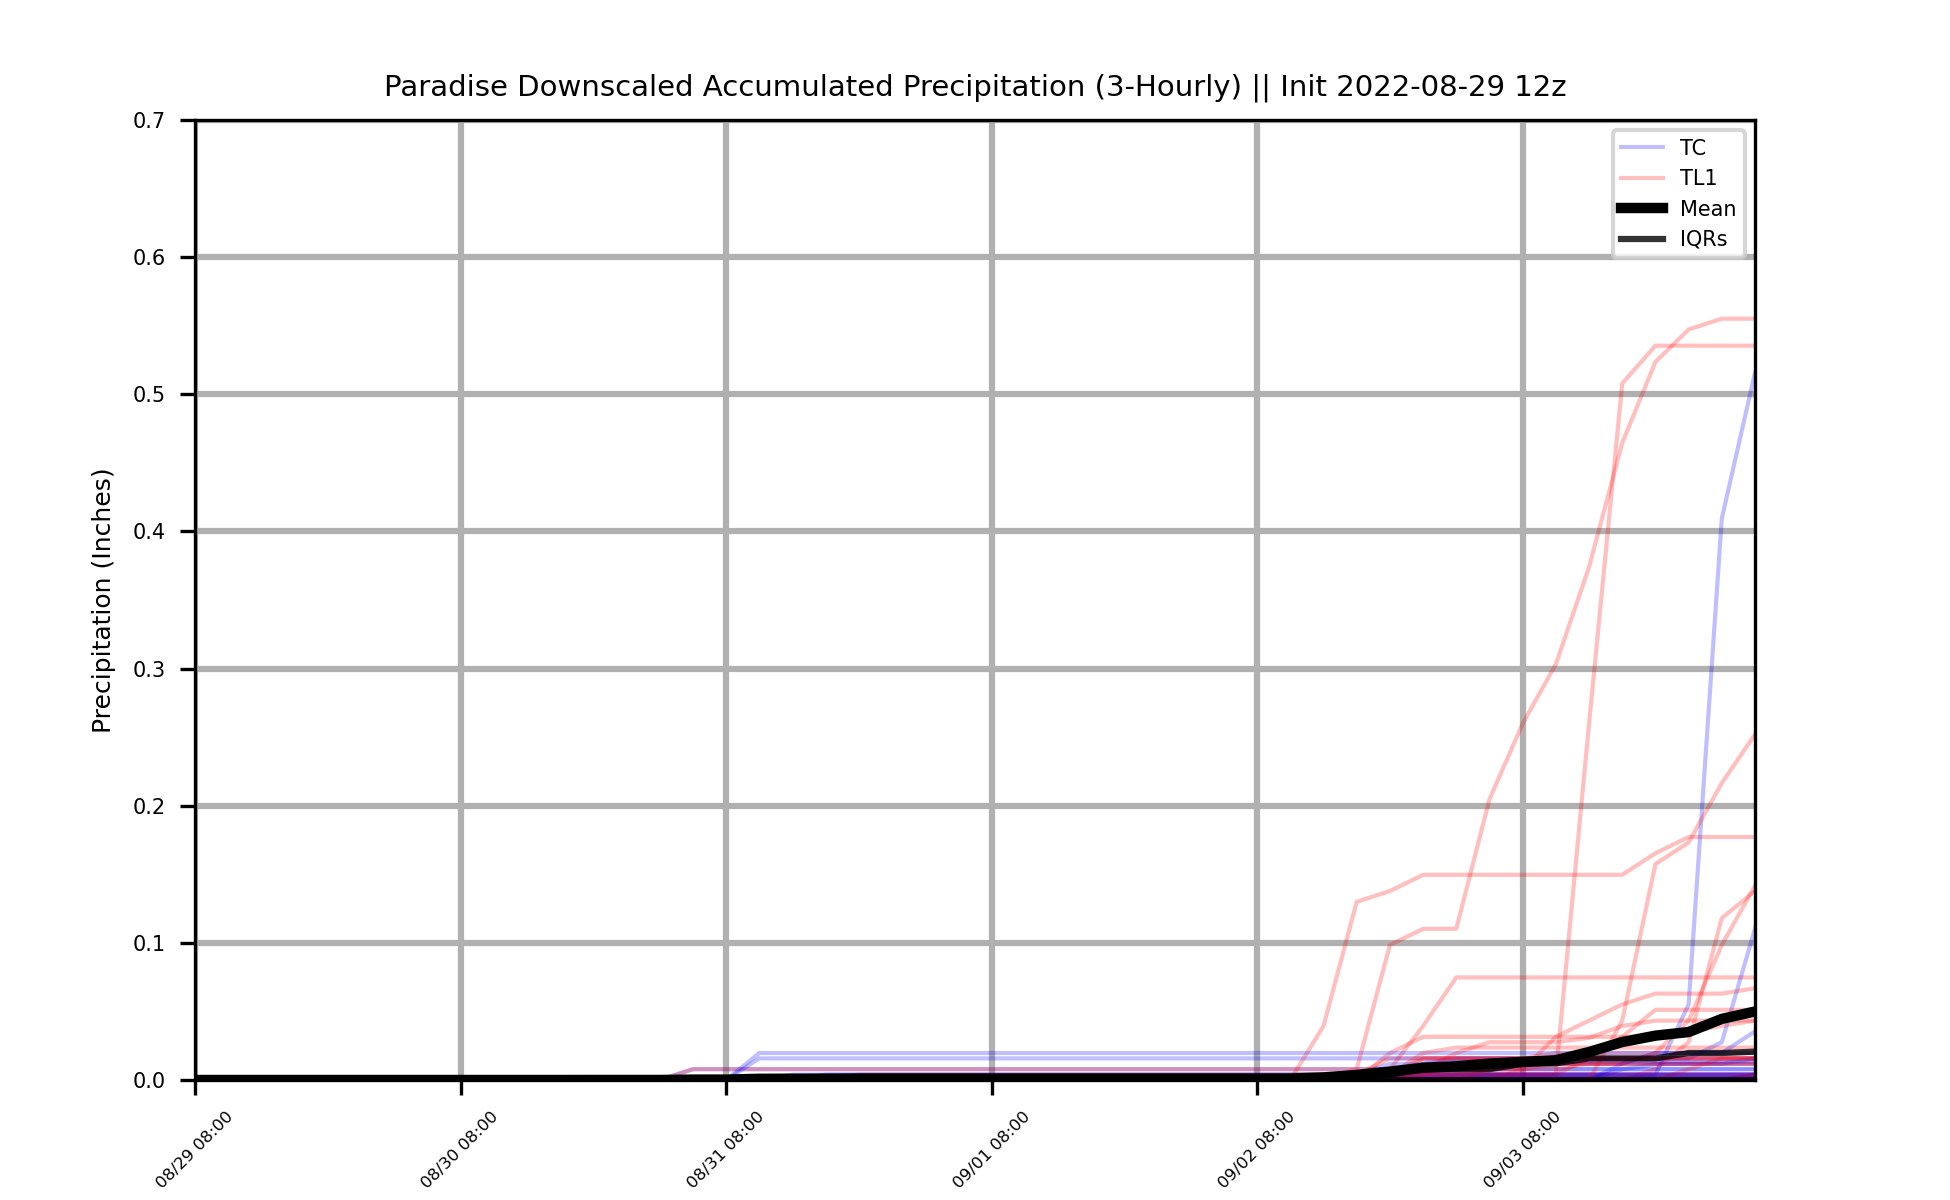 Paradise Downscaled Accumulated Precipitation (3-Hourly) || Init 2022-08-29 12z
TC
TL1
Mean
IQRs
Precipitation (Inches)
0.7
0.6
0.5
0.4
0.3
0.2
0.1
0.0
08/29 08:00
08/30 08:00
08/31 08:00
09/01 08:00
09/02 08:00
09/03 08:00